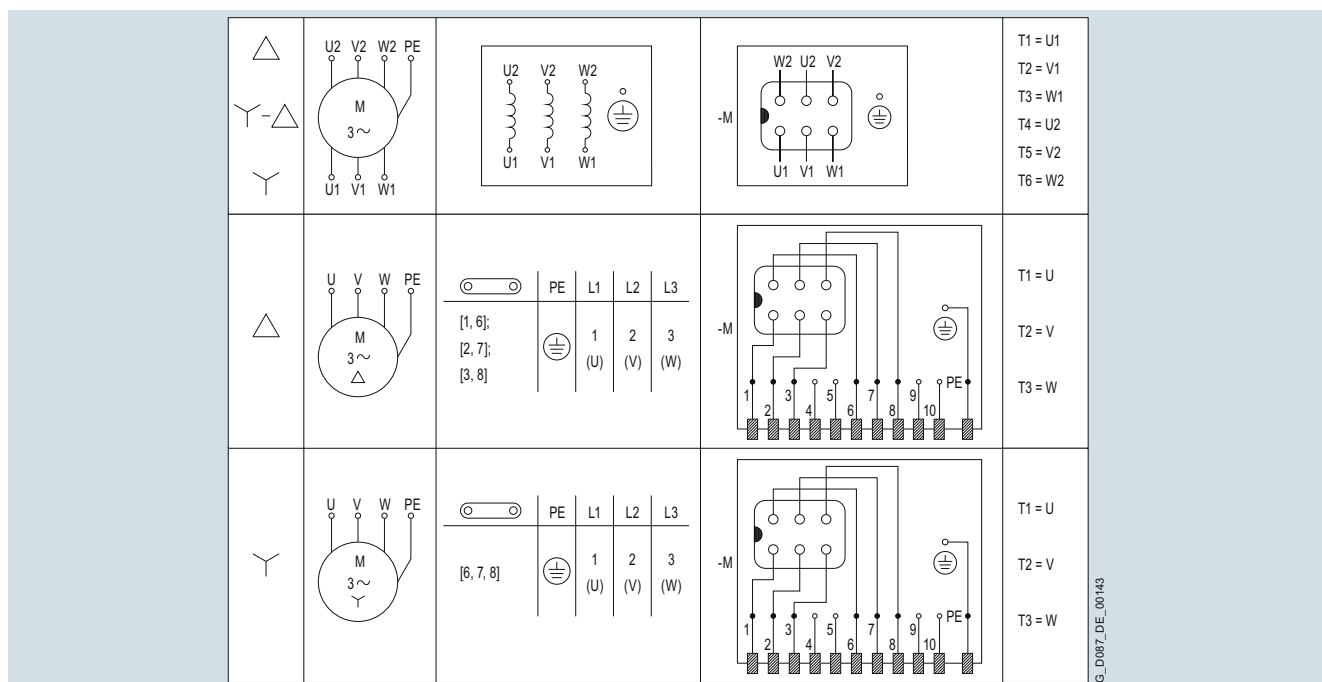 U2 V2 W2 PE
M
3~
U1 V1 W1
U2 V2 W2
U1 V1 W1
-M
W2 U2 V2
U1 V1 W1
T1 = U1
T2 = V1
T3 = W1
T4 = U2
T5 = V2
T6 = W2
U V W PE
M
3~
PE L1 L2 L3
[1, 6];
[2, 7];
[3, 8]
1 2 3
(U) (V) (W)
-M
1 2 3 4 5 6 7 8 9 10 PE
T1 = U
T2 = V
T3 = W
U V W PE
M
3~
PE L1 L2 L3
[6, 7, 8]
1 2 3
(U) (V) (W)
-M
1 2 3 4 5 6 7 8 9 10 PE
T1 = U
T2 = V
T3 = W
G_D087_DE_00143